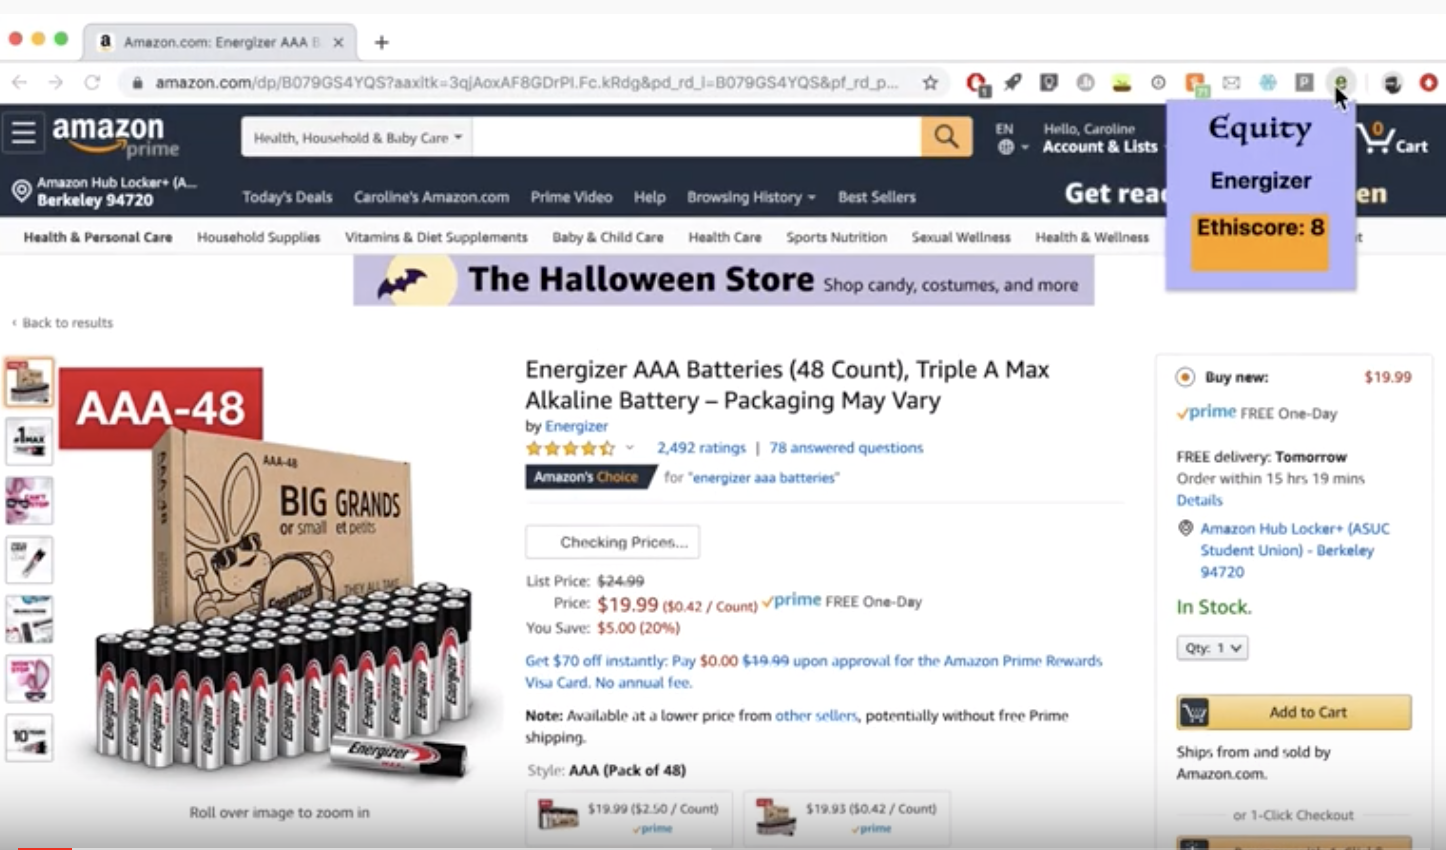 Amazon.com: Energizer AAA B
amazon.com/dp/B079GS4YQS?aaxitk=3qjAoxAF8GDrPI.Fc.kRdg&pd_rd_i=B079GS4YQS&pf_rd_p...
amazon
prime
Health, Household & Baby Care
EN
Hello, Caroline
Account & Lists
0
Cart
Equity
Energizer
Ethiscore: 8
Amazon Hub Locker+ (A...
Berkeley 94720
Today's Deals Caroline's Amazon.com Prime Video Help Browsing History Best Sellers
Get rea
en
Health & Personal Care Household Supplies Vitamins & Diet Supplements Baby & Child Care Health Care Sports Nutrition Sexual Wellness Health & Wellness t
The Halloween Store Shop candy, costumes, and more
‹ Back to results
AAA-48
AAA-48
AAA-48
BIG GRANDS
or small et petits
THEY ALL TAKE
Energizer
Energizer
MAX
Roll over image to zoom in
Energizer AAA Batteries (48 Count), Triple A Max
Alkaline Battery – Packaging May Vary
by Energizer
2,492 ratings | 78 answered questions
Amazon's Choice for "energizer aaa batteries"
Checking Prices...
List Price: $24.99
Price: $19.99 ($0.42 / Count) prime FREE One-Day
You Save: $5.00 (20%)
Get $70 off instantly: Pay $0.00 $19.99 upon approval for the Amazon Prime Rewards
Visa Card. No annual fee.
Note: Available at a lower price from other sellers, potentially without free Prime
shipping.
Style: AAA (Pack of 48)
$19.99 ($2.50 / Count)
prime
$19.93 ($0.42 / Count)
prime
Buy new: $19.99
prime FREE One-Day
FREE delivery: Tomorrow
Order within 15 hrs 19 mins
Details
Amazon Hub Locker+ (ASUC
Student Union) - Berkeley
94720
In Stock.
Qty: 1
Add to Cart
Ships from and sold by
Amazon.com.
or 1-Click Checkout